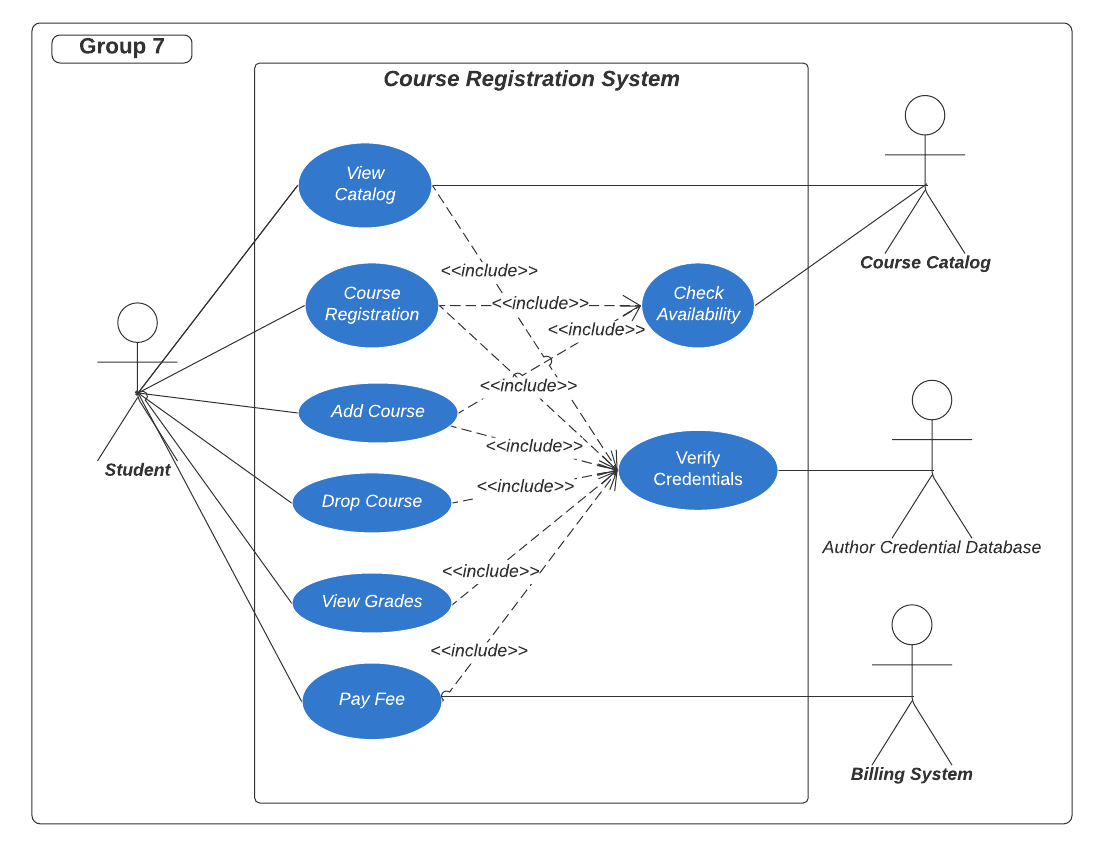 Group 7
Course Registration System
View
Catalog
<<include>>
Course Catalog
Course
Registration
<<include>>
Check
Availability
<<include>>
<<include>>
Add Course
<<include>>
Student
Verify
Credentials
Drop Course
<<include>>
Author Credential Database
<<include>>
View Grades
<<include>>
Pay Fee
Billing System